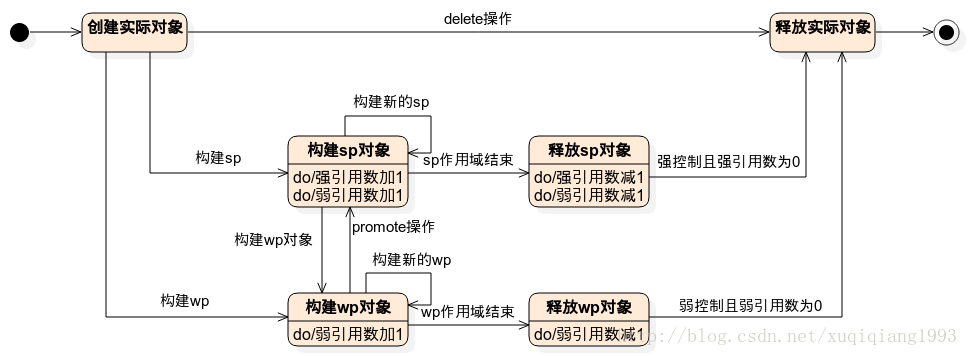 delete操作
创建实际对象
释放实际对象
构建新的sp
构建sp
构建sp对象
do/强引用数加1
do/弱引用数加1
sp作用域结束
释放sp对象
do/强引用数减1
do/弱引用数减1
强控制且强引用数为0
构建wp对象
promote操作
构建新的wp
构建wp
构建wp对象
do/弱引用数加1
wp作用域结束
释放wp对象
do/弱引用数减1
弱控制且弱引用数为0
http://blog.csdn.net/xuqiqiang1993